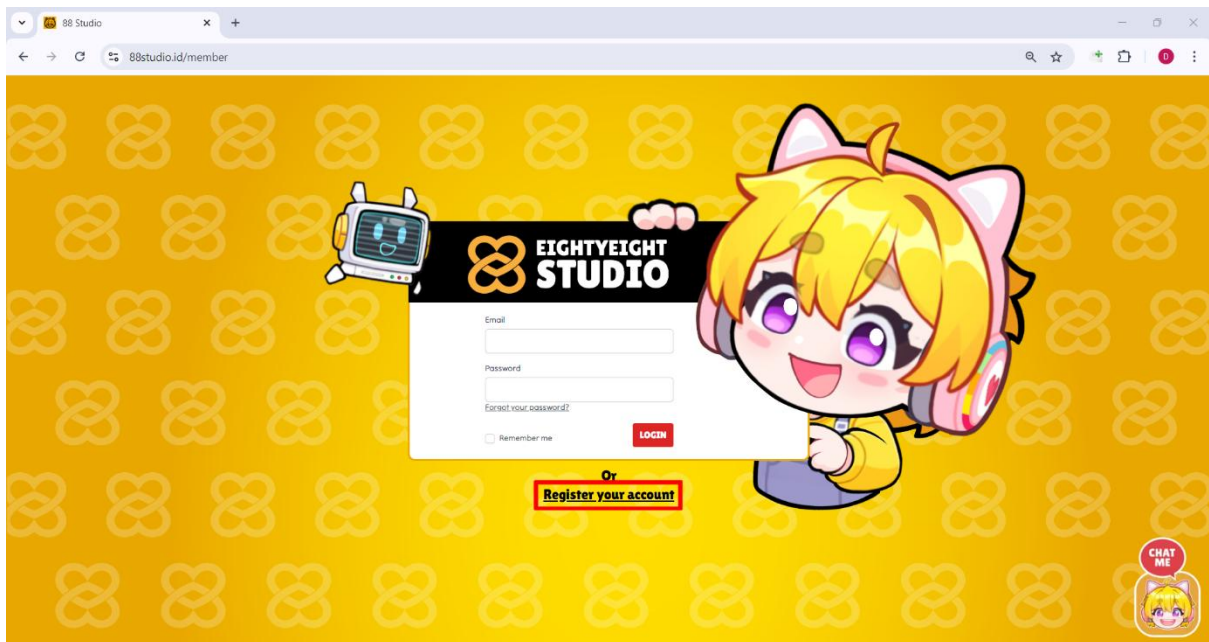 88 Studio
88studio.id/member
D
EIGHTYEIGHT
STUDIO
Email
Password
Forgot your password?
Remember me
LOGIN
Or
Register your account
CHAT
ME